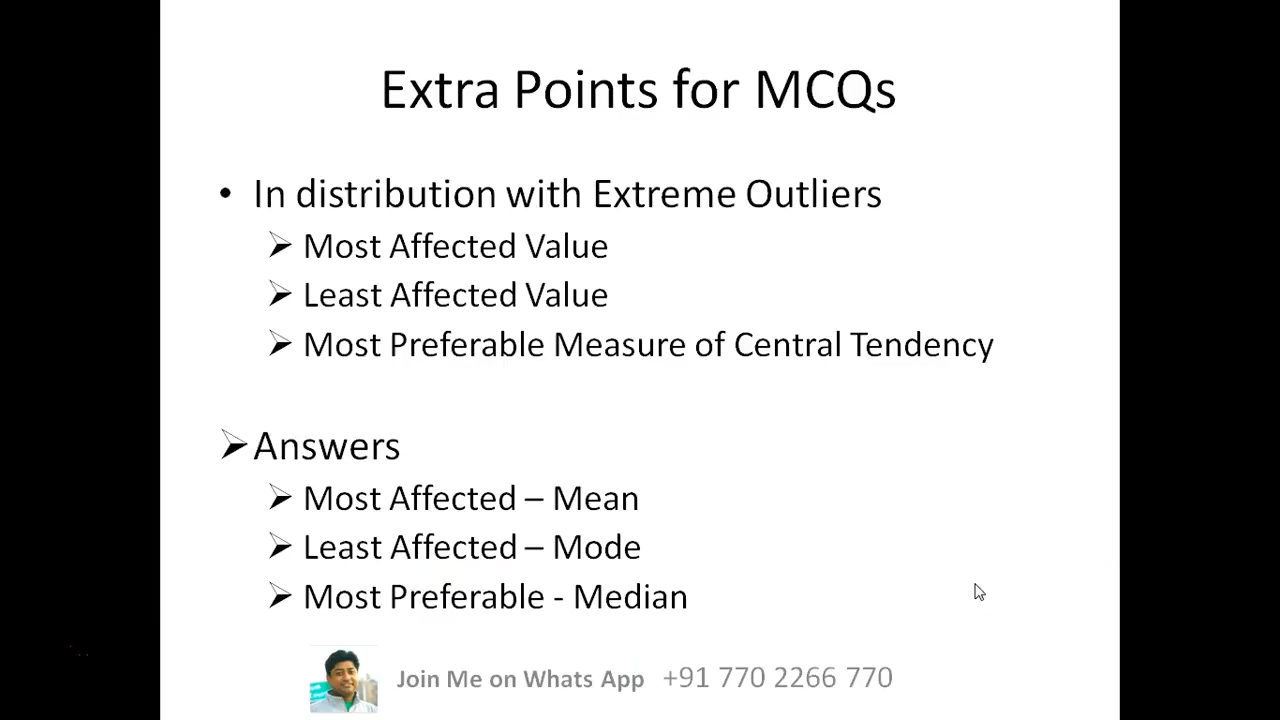 Extra Points for MCQs
• In distribution with Extreme Outliers
➢ Most Affected Value
➢ Least Affected Value
➢ Most Preferable Measure of Central Tendency
➢ Answers
➢ Most Affected – Mean
➢ Least Affected – Mode
➢ Most Preferable - Median
Join Me on Whats App +91 770 2266 770